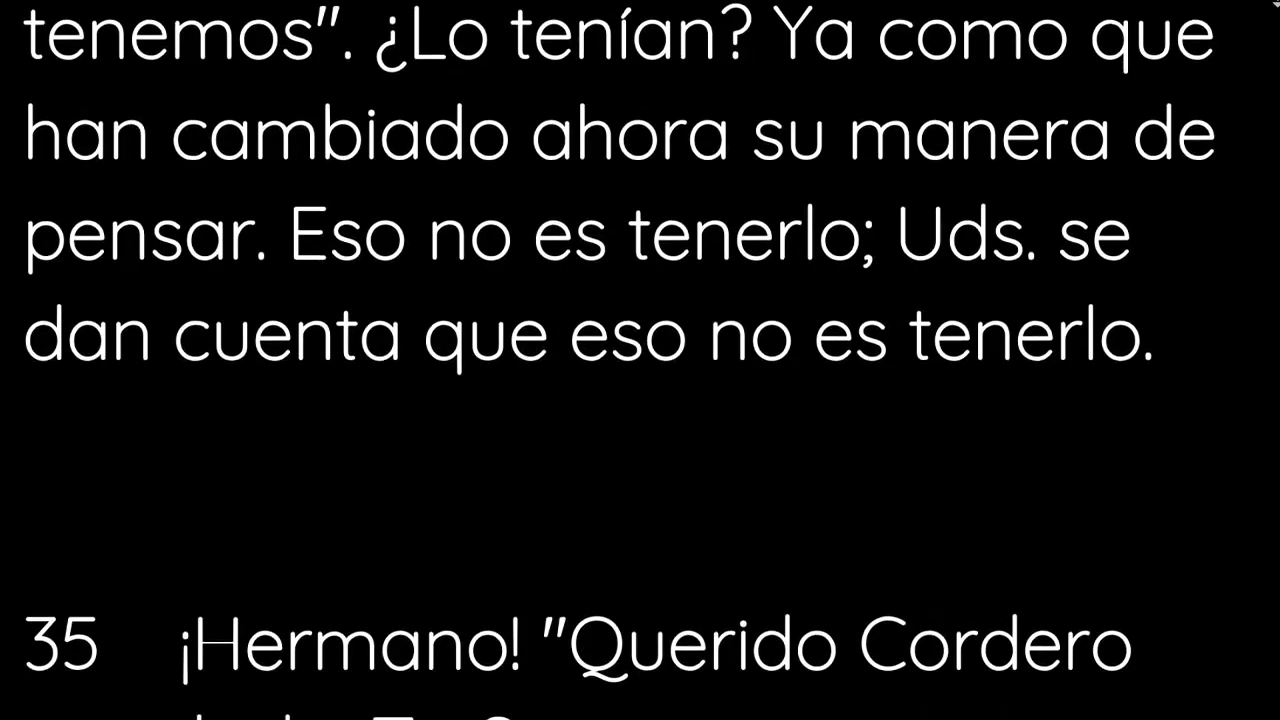 tenemos". ¿Lo tenían? Ya como que
han cambiado ahora su manera de
pensar. Eso no es tenerlo; Uds. se
dan cuenta que eso no es tenerlo.
35 ¡Hermano! "Querido Cordero